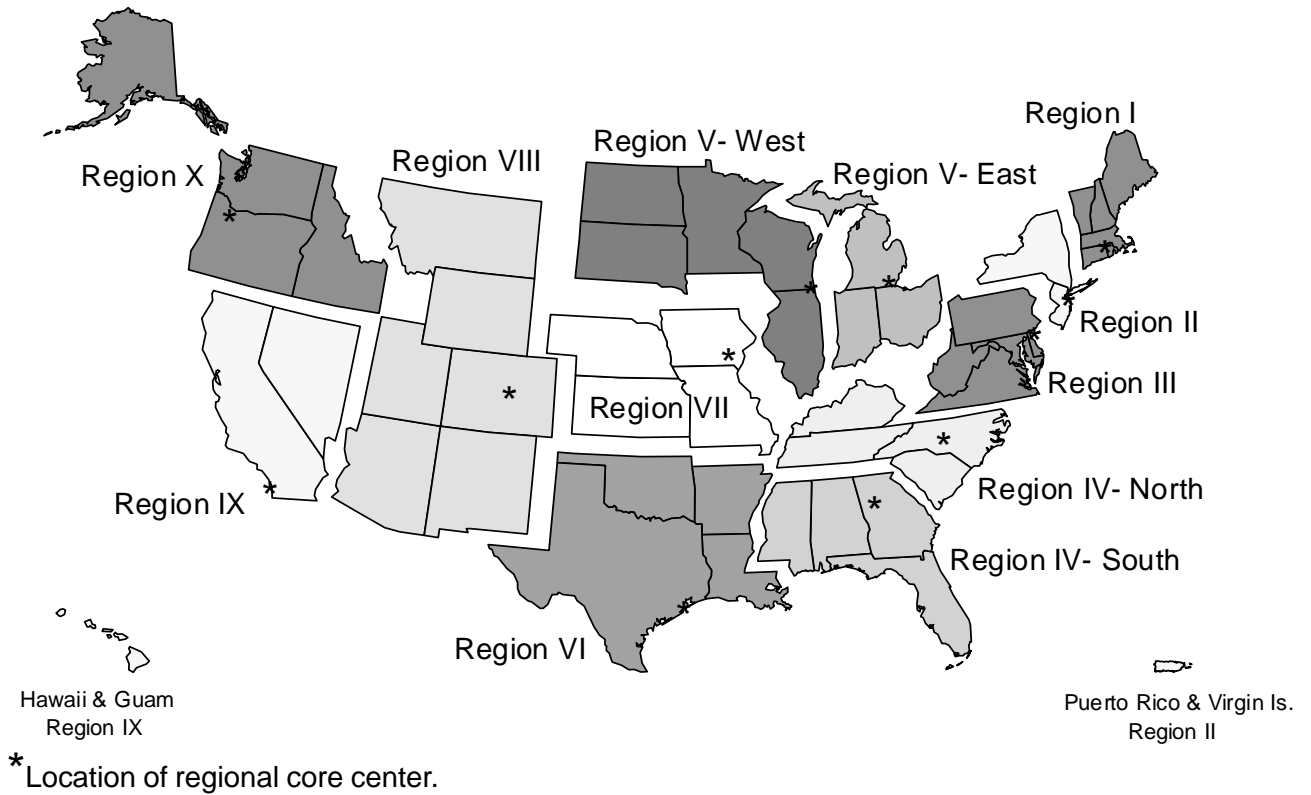 Region I
Region V- West
Region VIII
Region V- East
Region X
Region II
Region III
Region VII
Region IX
Region IV- North
Region IV- South
Region VI
Hawaii & Guam
Region IX
Puerto Rico & Virgin Is.
Region II
*Location of regional core center.